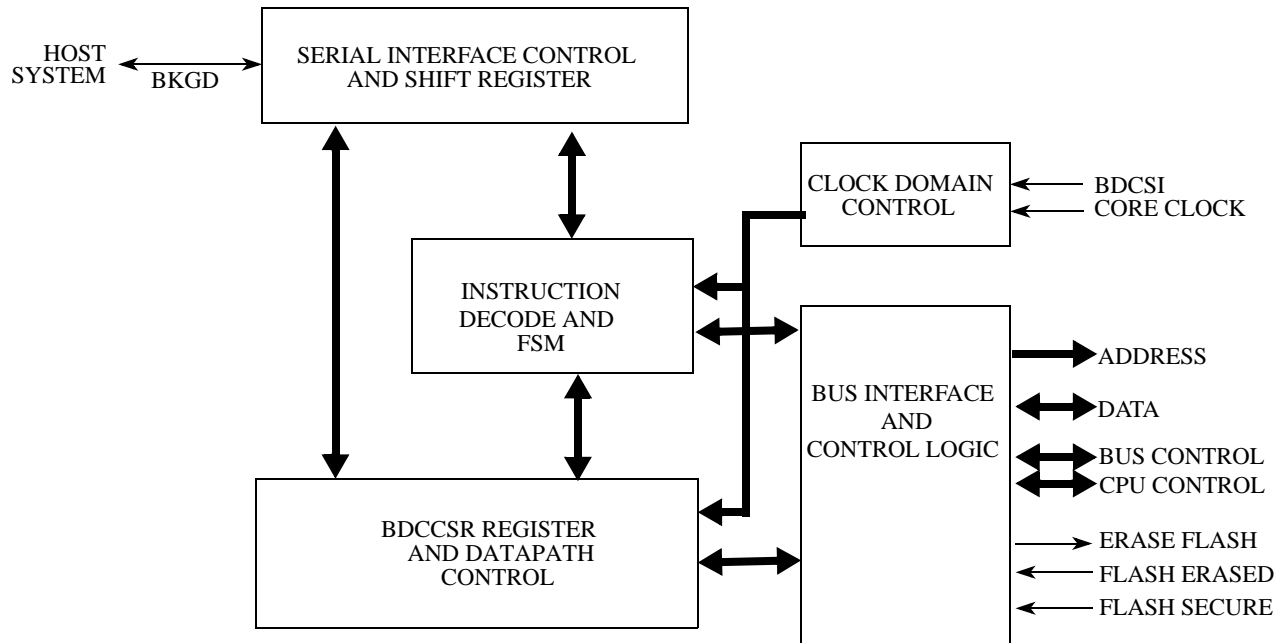 HOST
SYSTEM
BKGD
SERIAL INTERFACE CONTROL
AND SHIFT REGISTER
CLOCK DOMAIN
CONTROL
BDCSI
CORE CLOCK
INSTRUCTION
DECODE AND
FSM
BUS INTERFACE
AND
CONTROL LOGIC
ADDRESS
DATA
BUS CONTROL
CPU CONTROL
ERASE FLASH
FLASH ERASED
FLASH SECURE
BDCCSR REGISTER
AND DATAPATH
CONTROL